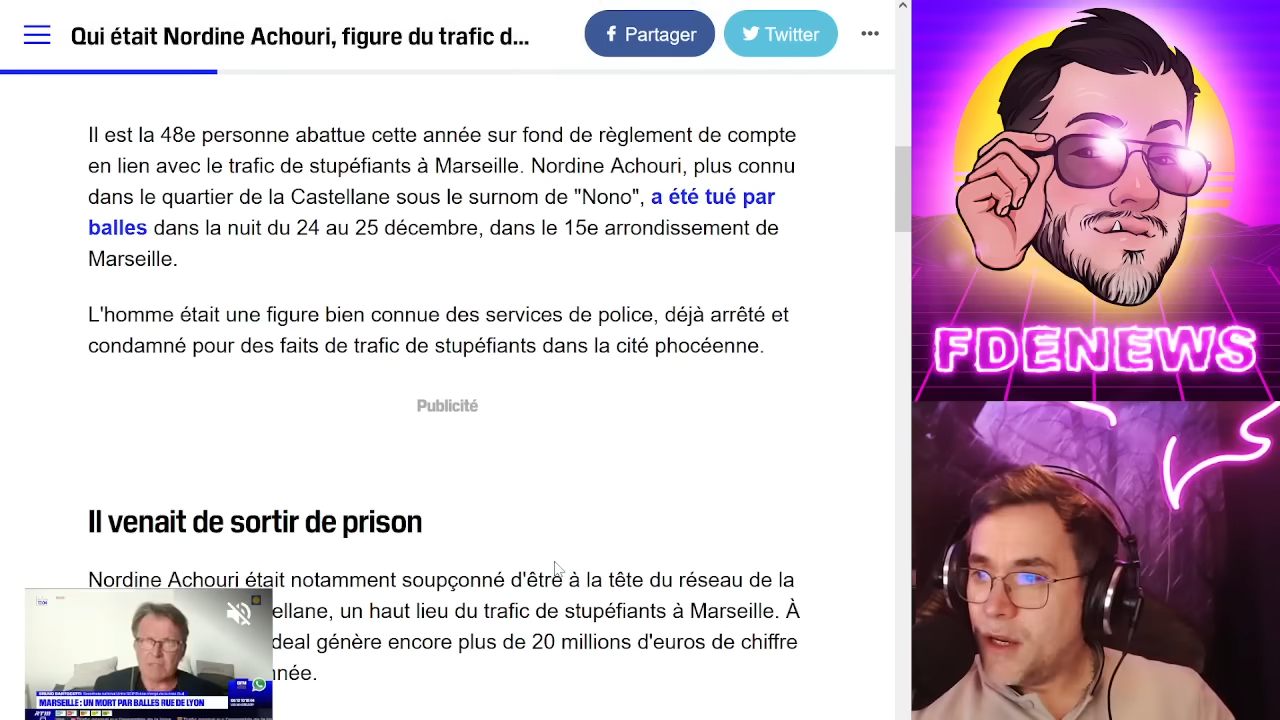 Qui était Nordine Achouri, figure du trafic d...
Partager
Twitter
Il est la 48e personne abattue cette année sur fond de règlement de compte
en lien avec le trafic de stupéfiants à Marseille. Nordine Achouri, plus connu
dans le quartier de la Castellane sous le surnom de "Nono", a été tué par
balles dans la nuit du 24 au 25 décembre, dans le 15e arrondissement de
Marseille.
L'homme était une figure bien connue des services de police, déjà arrêté et
condamné pour des faits de trafic de stupéfiants dans la cité phocéenne.
Publicité
Il venait de sortir de prison
Nordine Achouri était notamment soupçonné d'être à la tête du réseau de la
ellane, un haut lieu du trafic de stupéfiants à Marseille. À
deal génère encore plus de 20 millions d'euros de chiffre
nnée.
MARSEILLE : UN MORT PAR BALLES RUE DE LYON
FDENEWS